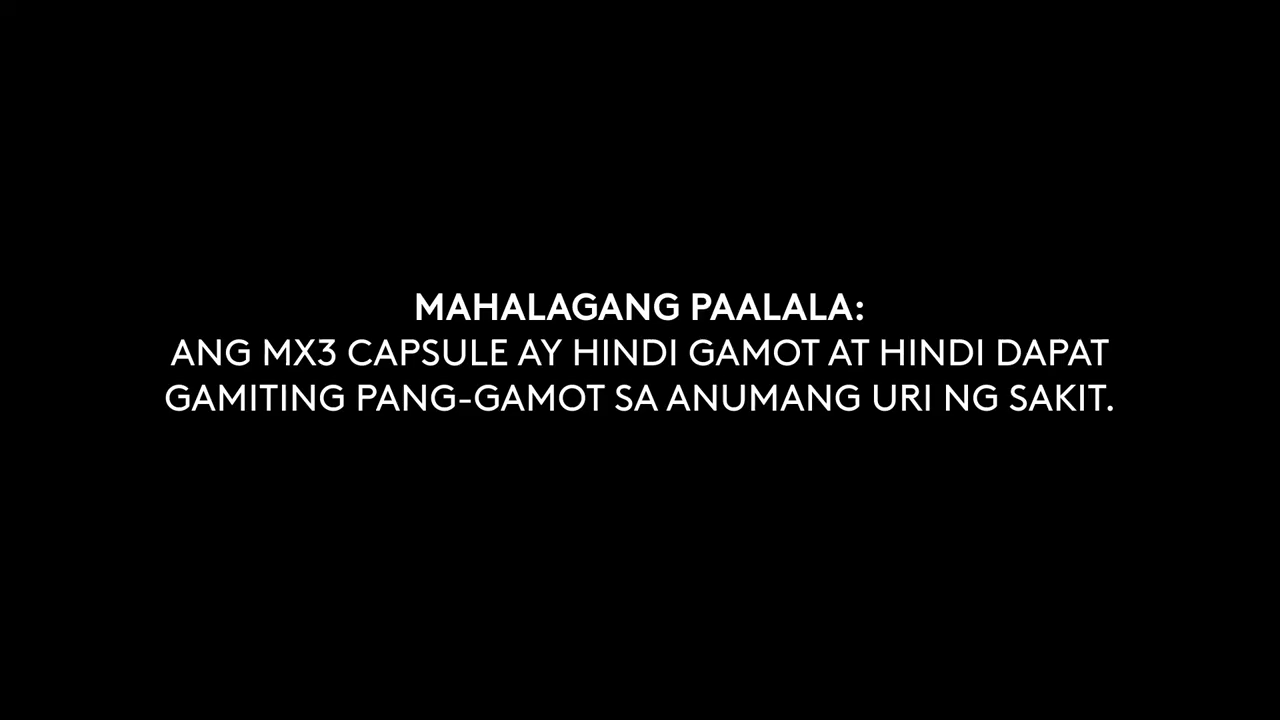 MAHALAGANG PAALALA:
ANG MX3 CAPSULE AY HINDI GAMOT AT HINDI DAPAT
GAMITING PANG-GAMOT SA ANUMANG URI NG SAKIT.